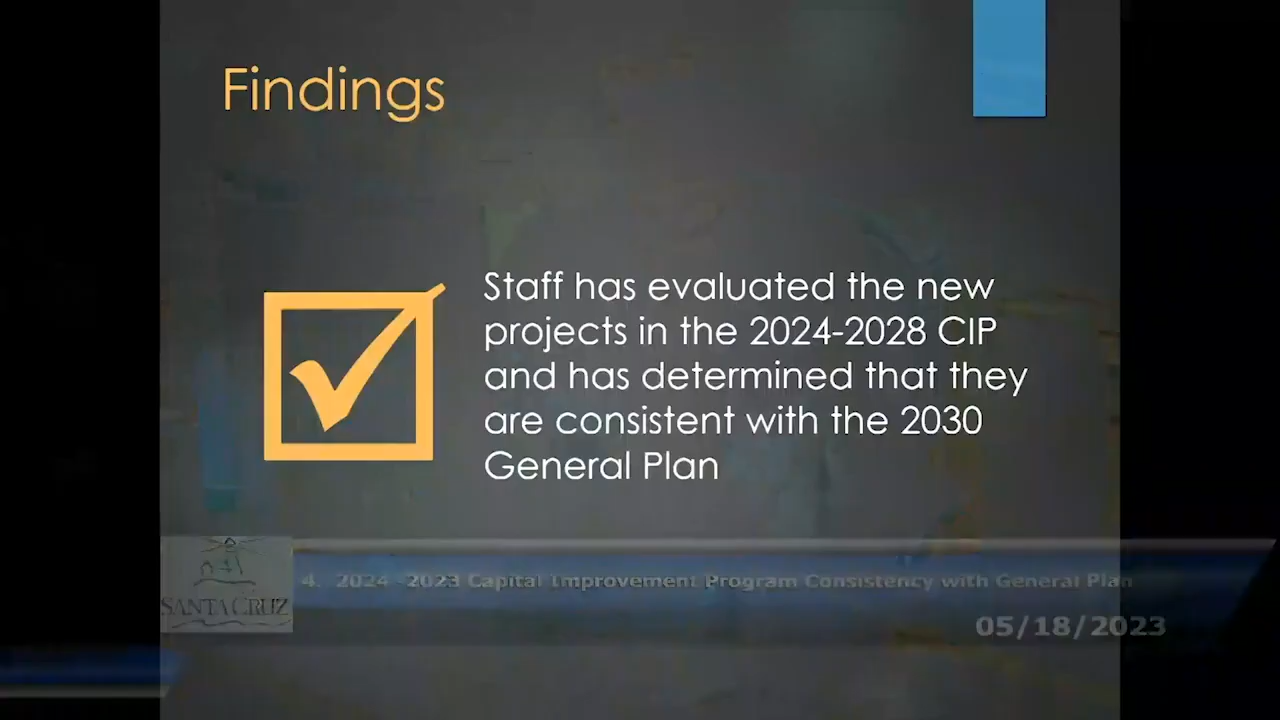 Findings
Staff has evaluated the new
projects in the 2024-2028 CIP
and has determined that they
are consistent with the 2030
General Plan
SANTA CRUZ
4. 2024 -2023 Capital Improvement Program Consistency with General Plan
05/18/2023